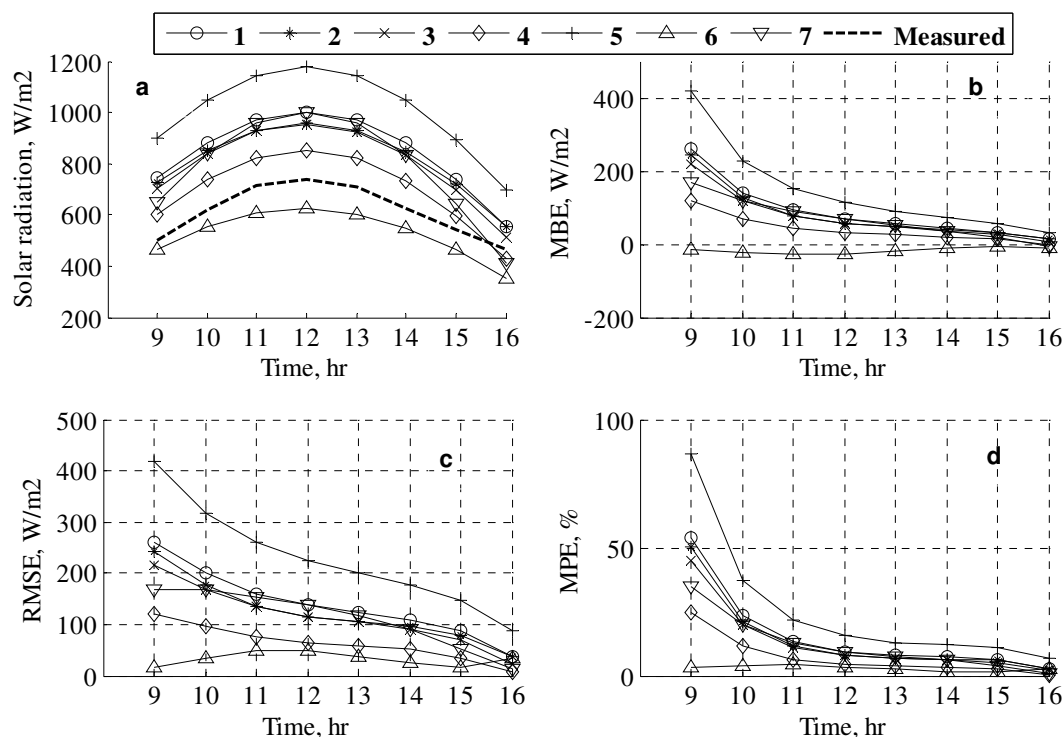 1 2 3 4 5 6 7 Measured
a
Solar radiation, W/m2
1200
1000
800
600
400
200
9 10 11 12 13 14 15 16
Time, hr
b
MBE, W/m2
400
200
0
-200
9 10 11 12 13 14 15 16
Time, hr
c
RMSE, W/m2
500
400
300
200
100
0
9 10 11 12 13 14 15 16
Time, hr
d
MPE, %
100
50
0
9 10 11 12 13 14 15 16
Time, hr